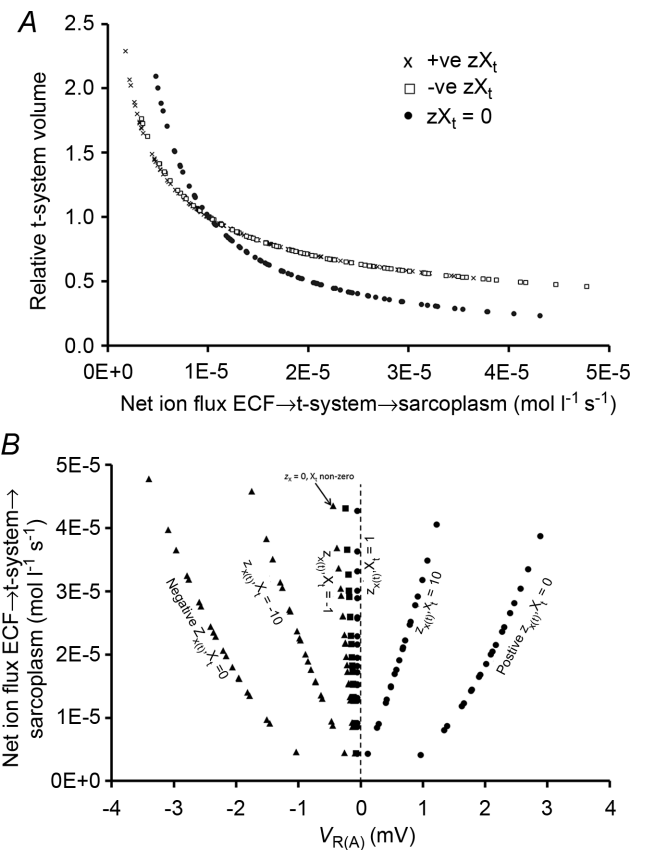 A
2.5
2.0
1.5
1.0
0.5
0.0
Relative t-system volume
x +ve zXt
□ -ve zXt
● zXt = 0
0E+0 1E-5 2E-5 3E-5 4E-5 5E-5
Net ion flux ECF→t-system→sarcoplasm (mol l-1 s-1)
B
5E-5
4E-5
3E-5
2E-5
1E-5
0E+0
Net ion flux ECF→t-system→
sarcoplasm (mol l-1 s-1)
zx = 0, Xt non-zero
Negative Zx(t)', Xt=0
zx(t)', Xt= -10
zx(t)', Xt = -1
zx(t)', Xt = 1
zx(t)', Xt = 10
Postive zx(t)', Xt = 0
-4 -3 -2 -1 0 1 2 3 4
VR(A) (mV)